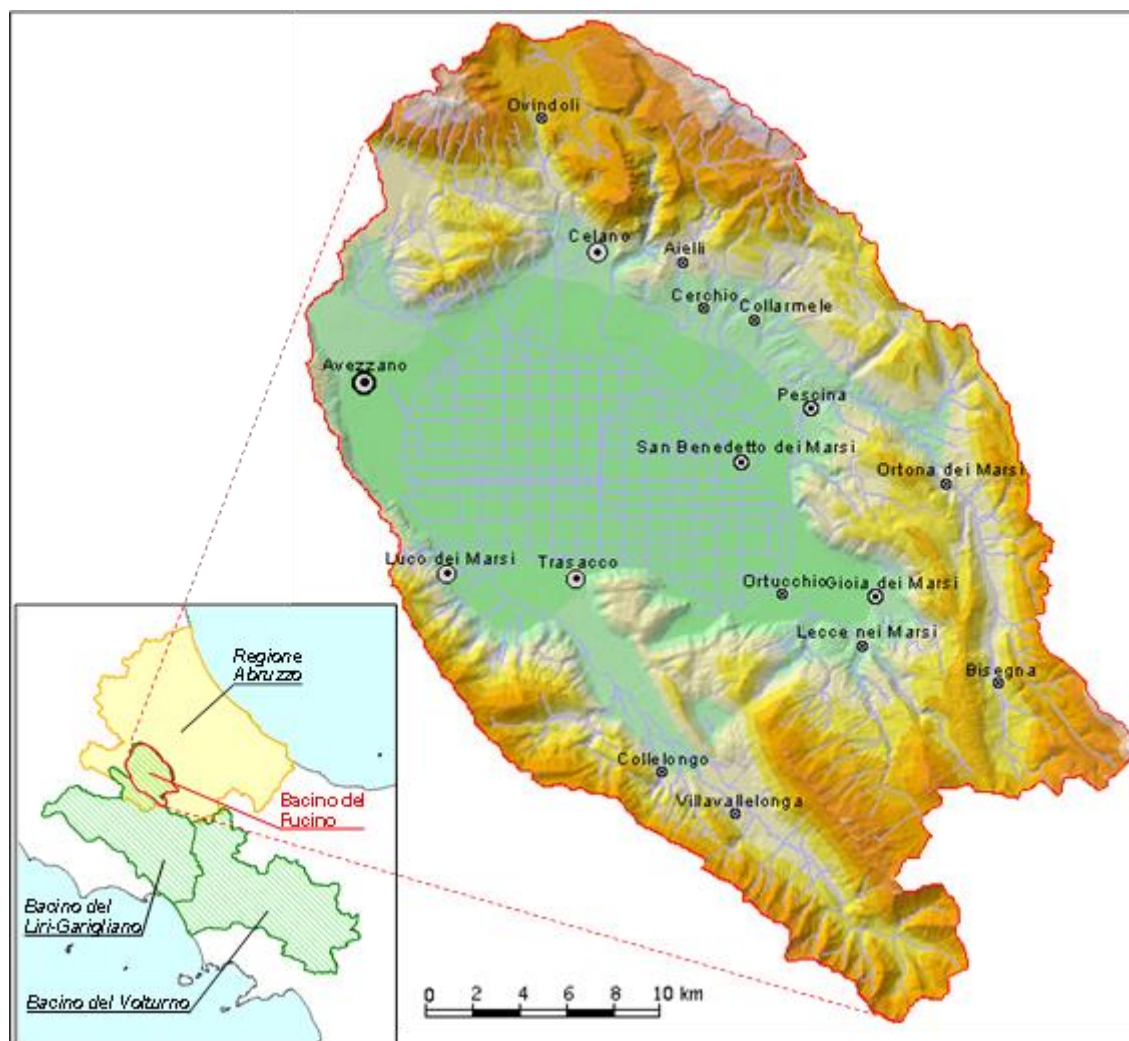 Ovindoli
Celano
Aielli
Cerchio
Collarmele
Avezzano
Pescina
San Benedetto dei Marsi
Ortona dei Marsi
Luco dei Marsi
Trasacco
Ortucchio
Gioia dei Marsi
Lecce nei Marsi
Bisegna
Collelongo
Villavallelonga
Regione
Abruzzo
Bacino del
Fucino
Bacino del
Liri-Garigliano
Bacino del Volturno
0 2 4 6 8 10 km